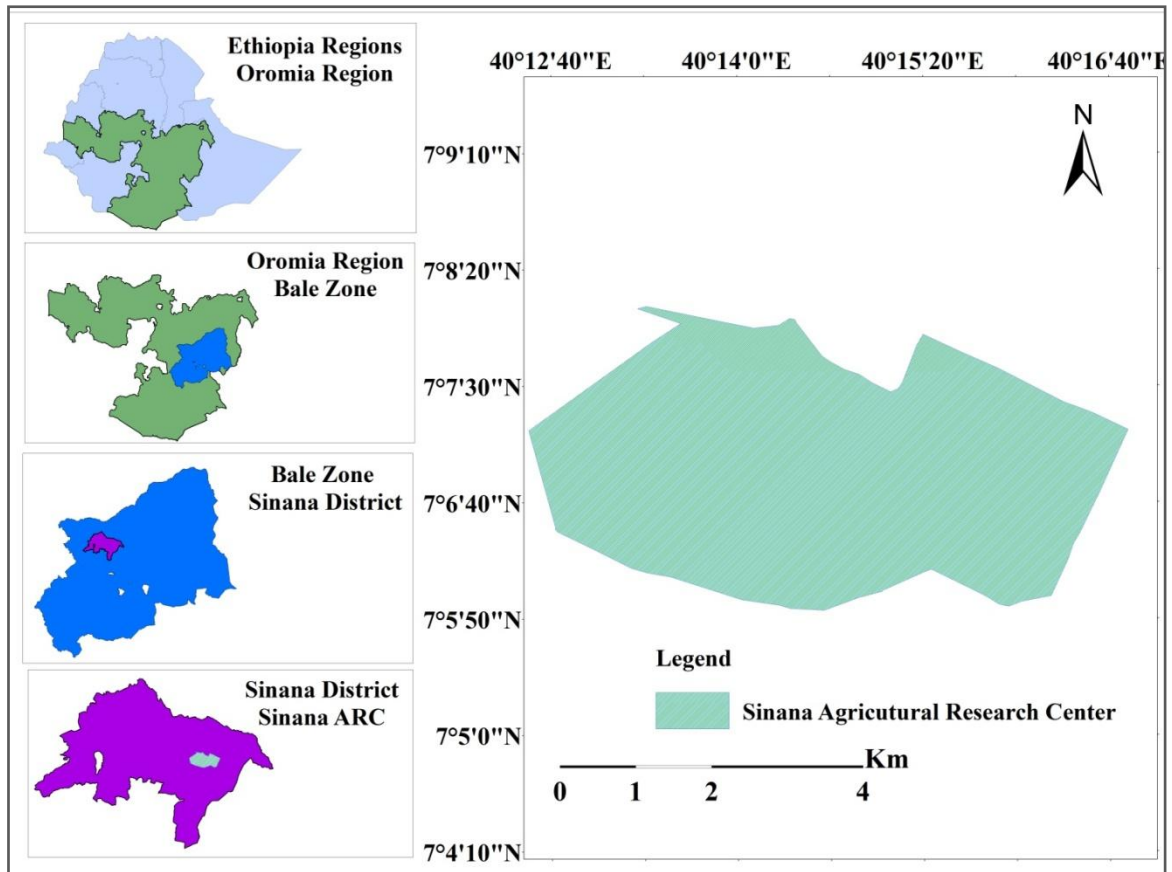 Ethiopia Regions
Oromia Region
Oromia Region
Bale Zone
Bale Zone
Sinana District
Sinana District
Sinana ARC
40°12'40"E 40°14'0"E 40°15'20"E 40°16'40"E
N
7°9'10"N
7°8'20"N
7°7'30"N
7°6'40"N
7°5'50"N
7°5'0"N
7°4'10"N
Legend
Sinana Agricutural Research Center
Km
0 1 2 4